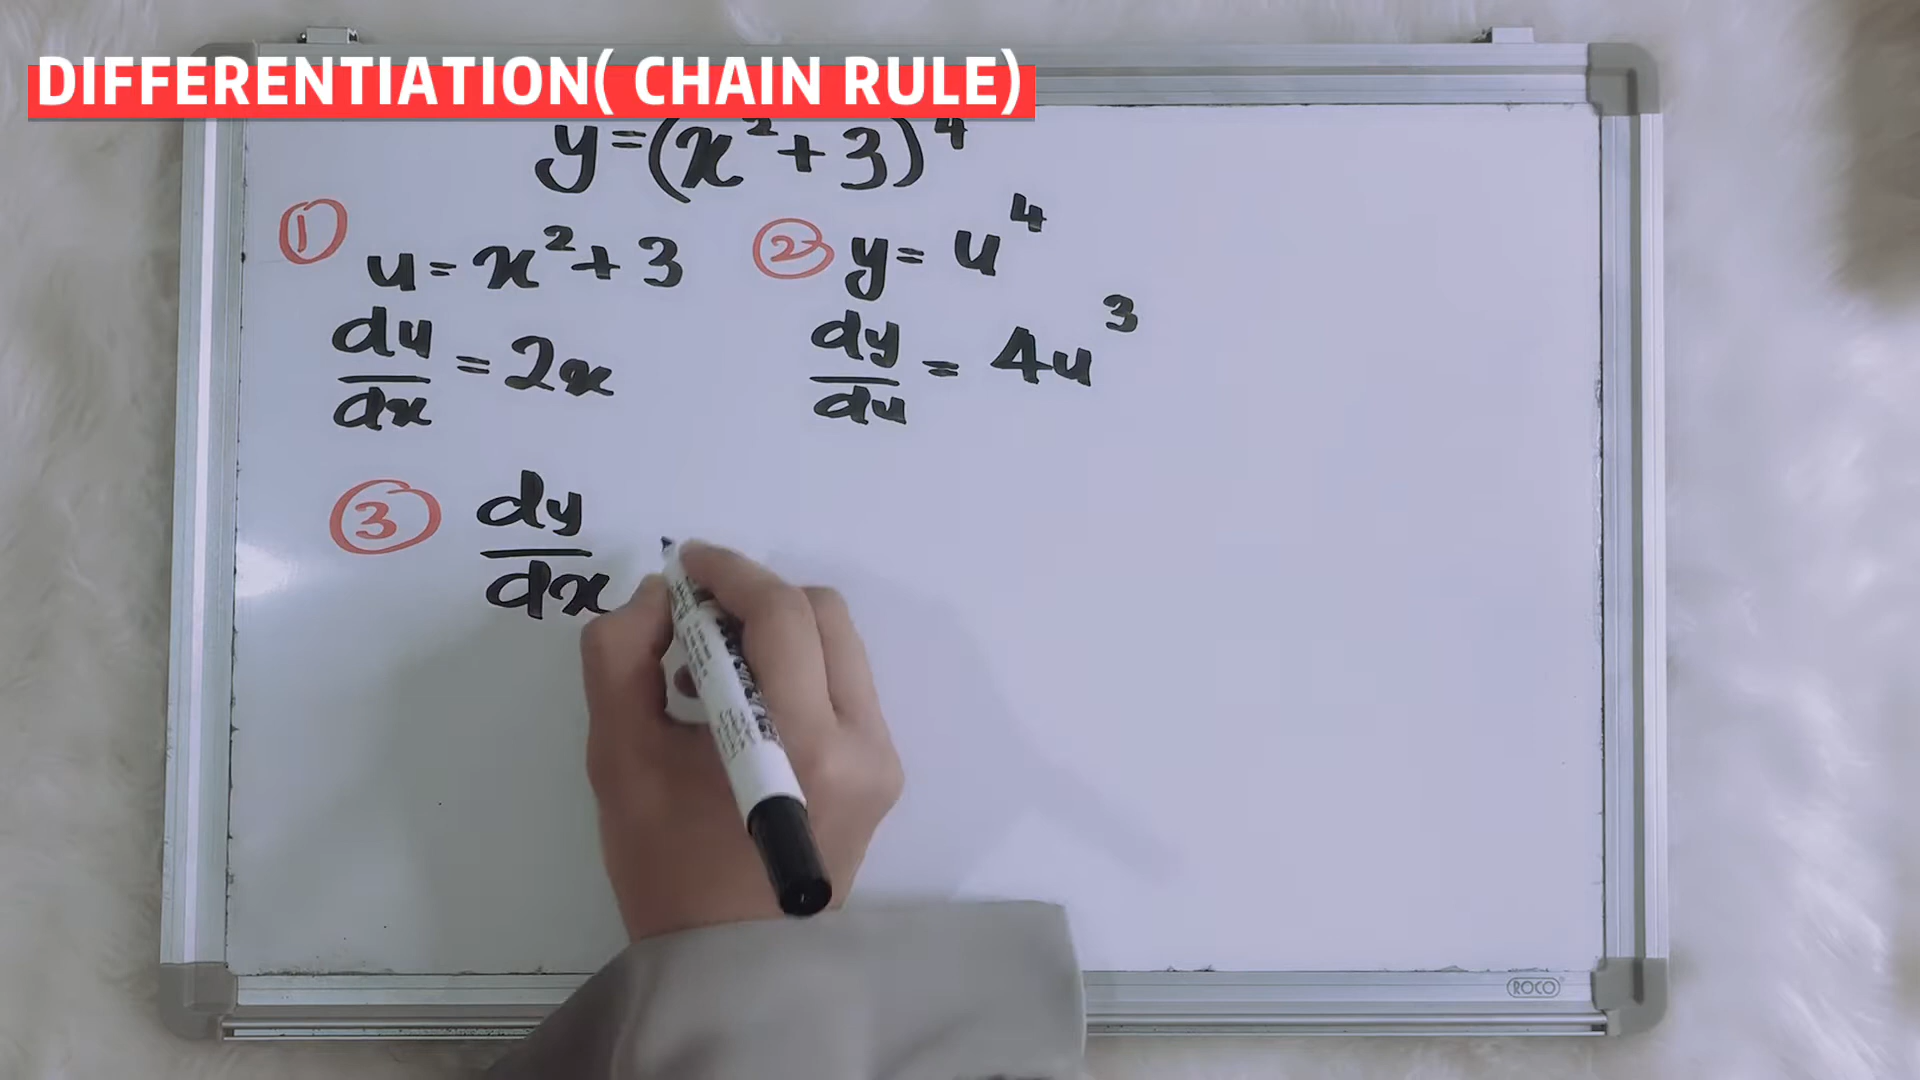 DIFFERENTIATION( CHAIN RULE)
y=(x²+3)⁴
① u=x²+3
du/dx = 2x
② y=u⁴
dy/du = 4u³
③ dy/dx
ROCO